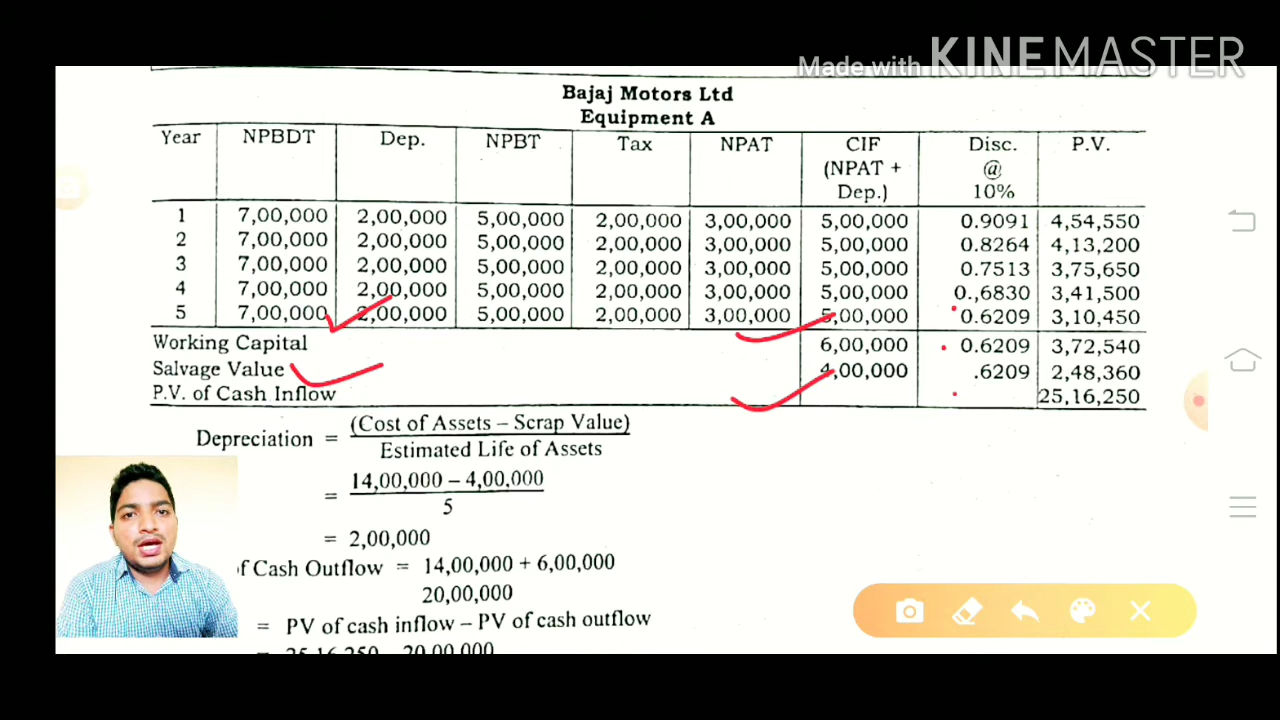 Made with KINEMASTER
Bajaj Motors Ltd
Equipment A
Year NPBDT Dep. NPBT Tax NPAT CIF (NPAT + Dep.) Disc. @ 10% P.V.
1 7,00,000 2,00,000 5,00,000 2,00,000 3,00,000 5,00,000 0.9091 4,54,550
2 7,00,000 2,00,000 5,00,000 2,00,000 3,00,000 5,00,000 0.8264 4,13,200
3 7,00,000 2,00,000 5,00,000 2,00,000 3,00,000 5,00,000 0.7513 3,75,650
4 7,00,000 2,00,000 5,00,000 2,00,000 3,00,000 5,00,000 0.,6830 3,41,500
5 7,00,000 2,00,000 5,00,000 2,00,000 3,00,000 5,00,000 0.6209 3,10,450
Working Capital 6,00,000 0.6209 3,72,540
Salvage Value 4,00,000 .6209 2,48,360
P.V. of Cash Inflow 25,16,250
Depreciation = (Cost of Assets – Scrap Value)
Estimated Life of Assets
= 14,00,000 – 4,00,000
5
= 2,00,000
f Cash Outflow = 14,00,000 + 6,00,000
20,00,000
= PV of cash inflow – PV of cash outflow
= 25,16,250 – 20,00,000